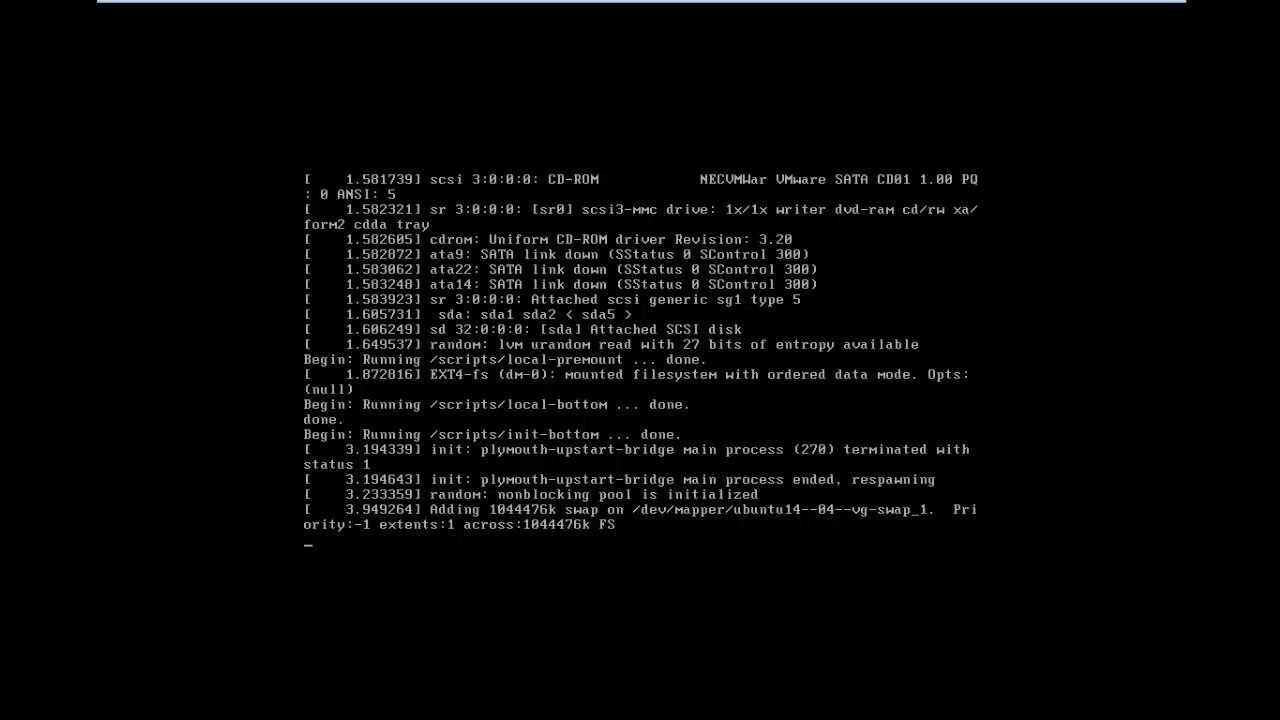 [    1.581739] scsi 3:0:0:0: CD-ROM            NECVMWar VMware SATA CD01 1.00 PQ
: 0 ANSI: 5
[    1.582321] sr 3:0:0:0: [sr0] scsi3-mmc drive: 1x/1x writer dvd-ram cd/rw xa/
form2 cdda tray
[    1.582605] cdrom: Uniform CD-ROM driver Revision: 3.20
[    1.582872] ata9: SATA link down (SStatus 0 SControl 300)
[    1.583062] ata22: SATA link down (SStatus 0 SControl 300)
[    1.583248] ata14: SATA link down (SStatus 0 SControl 300)
[    1.583923] sr 3:0:0:0: Attached scsi generic sg1 type 5
[    1.605731]  sda: sda1 sda2 < sda5 >
[    1.606249] sd 32:0:0:0: [sda] Attached SCSI disk
[    1.649537] random: lvm urandom read with 27 bits of entropy available
Begin: Running /scripts/local-premount ... done.
[    1.872816] EXT4-fs (dm-0): mounted filesystem with ordered data mode. Opts:
(null)
Begin: Running /scripts/local-bottom ... done.
done.
Begin: Running /scripts/init-bottom ... done.
[    3.194339] init: plymouth-upstart-bridge main process (270) terminated with
status 1
[    3.194643] init: plymouth-upstart-bridge main process ended, respawning
[    3.233359] random: nonblocking pool is initialized
[    3.949264] Adding 1044476k swap on /dev/mapper/ubuntu14--04--vg-swap_1.  Pri
ority:-1 extents:1 across:1044476k FS
_